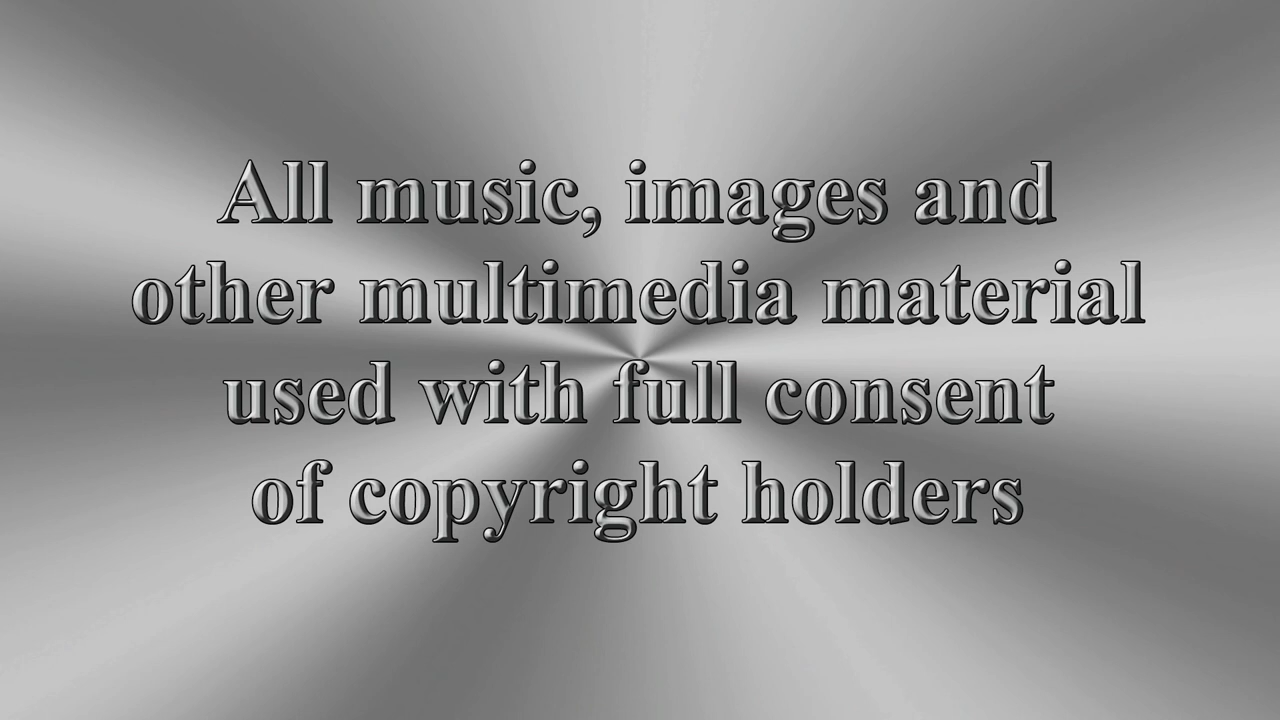 All music, images and
other multimedia material
used with full consent
of copyright holders